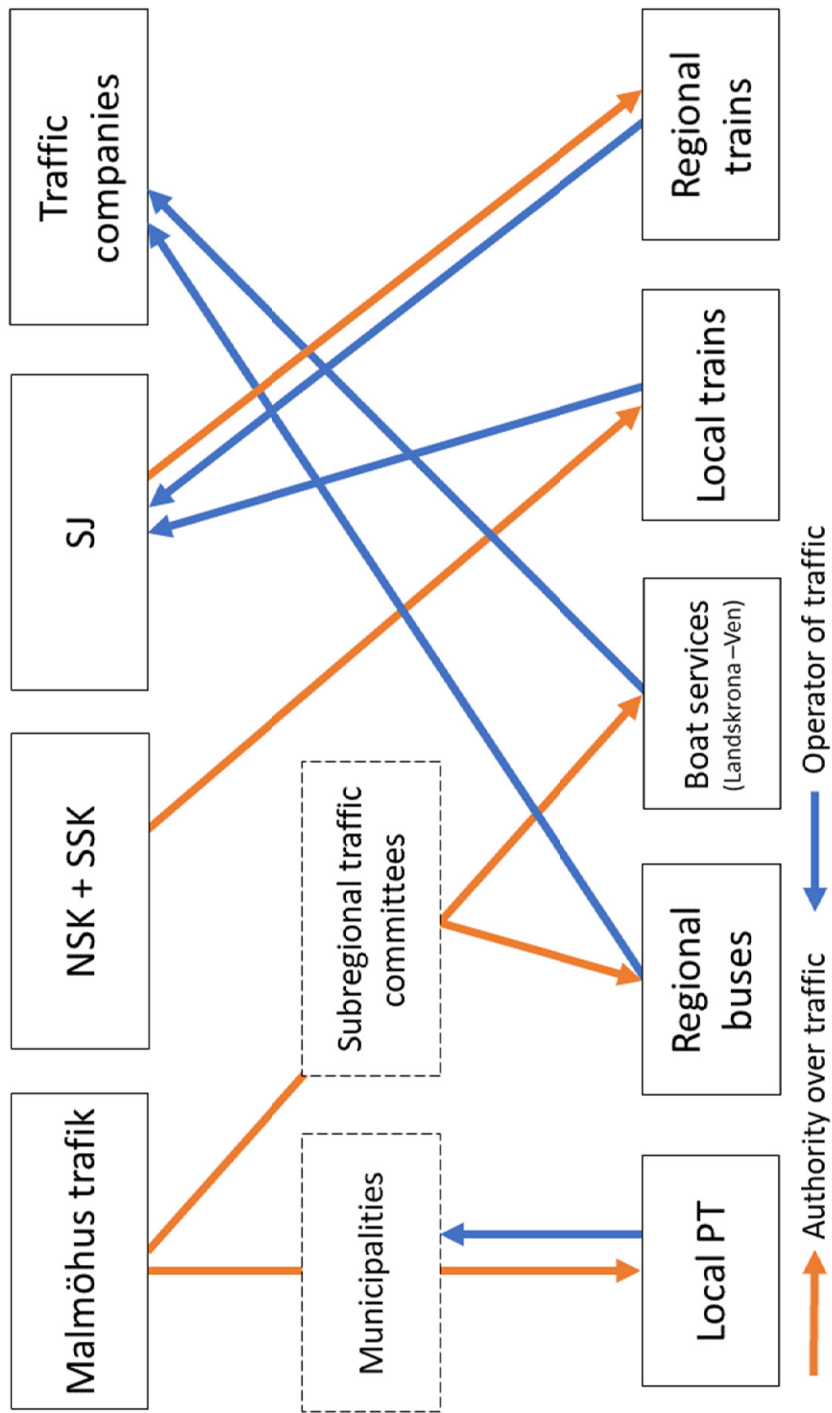 Malmöhus trafik
NSK + SSK
SJ
Traffic
companies
Municipalities
Subregional traffic
committees
Local PT
Regional
buses
Boat services
(Landskrona–Ven)
Local trains
Regional
trains
Authority over traffic
Operator of traffic